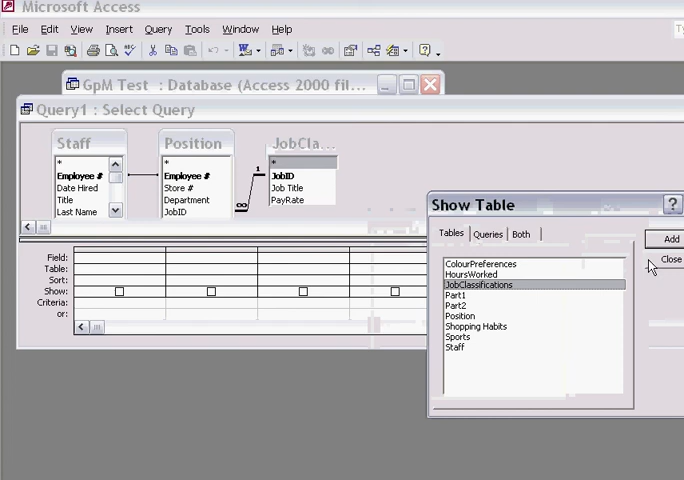 Microsoft Access
File Edit View Insert Query Tools Window Help
GpM Test : Database (Access 2000 fil...
Query1 : Select Query
Staff Position JobCla...
* * *
Employee # Employee # JobID
Date Hired Store # Job Title
Title Department PayRate
Last Name JobID
1
∞
Show Table
?
Tables Queries Both
Add
Close
ColourPreferences
HoursWorked
JobClassifications
Part1
Part2
Position
Shopping Habits
Sports
Staff
Field:
Table:
Sort:
Show:
Criteria:
or: